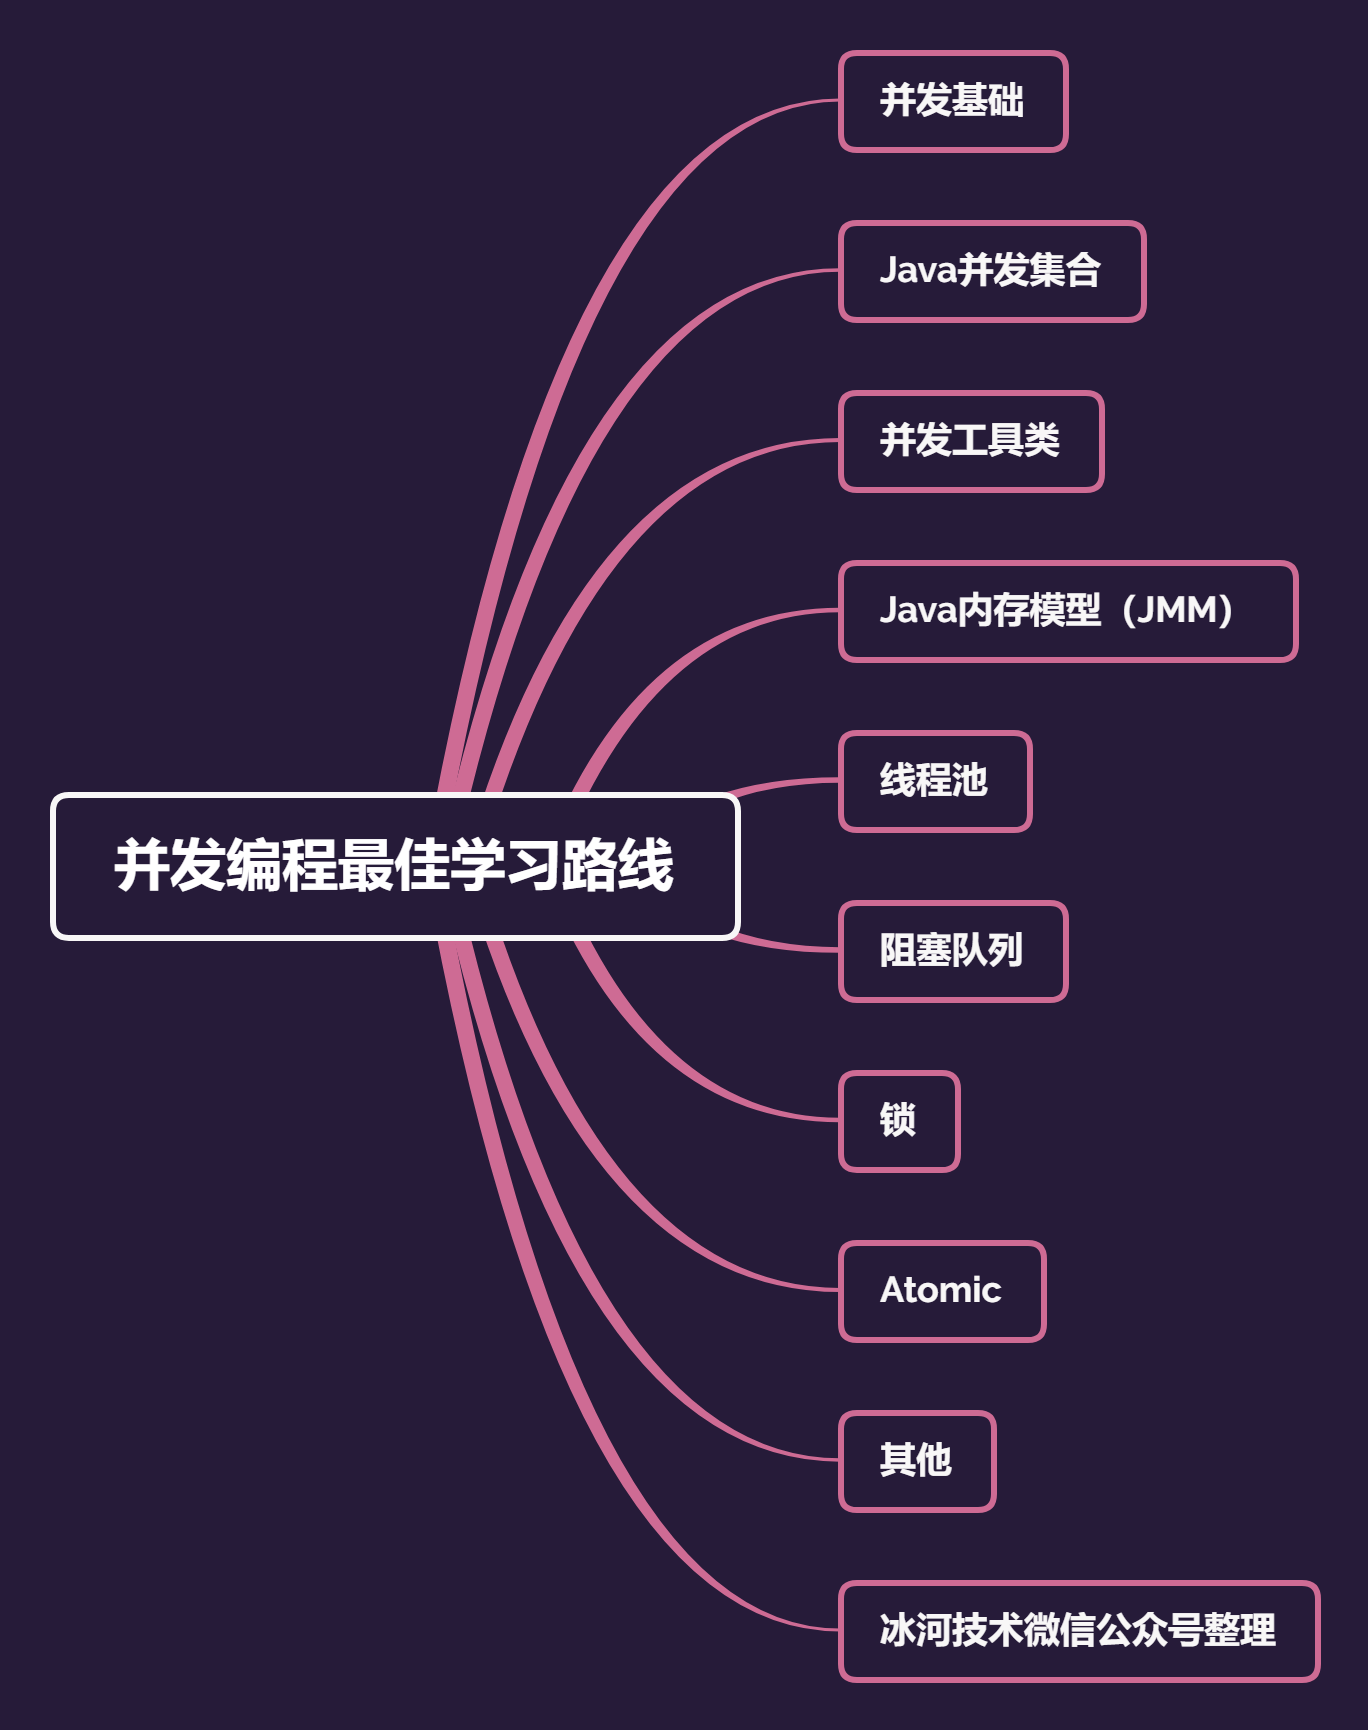 并发基础
Java并发集合
并发工具类
Java内存模型（JMM）
线程池
并发编程最佳学习路线
阻塞队列
锁
Atomic
其他
冰河技术微信公众号整理